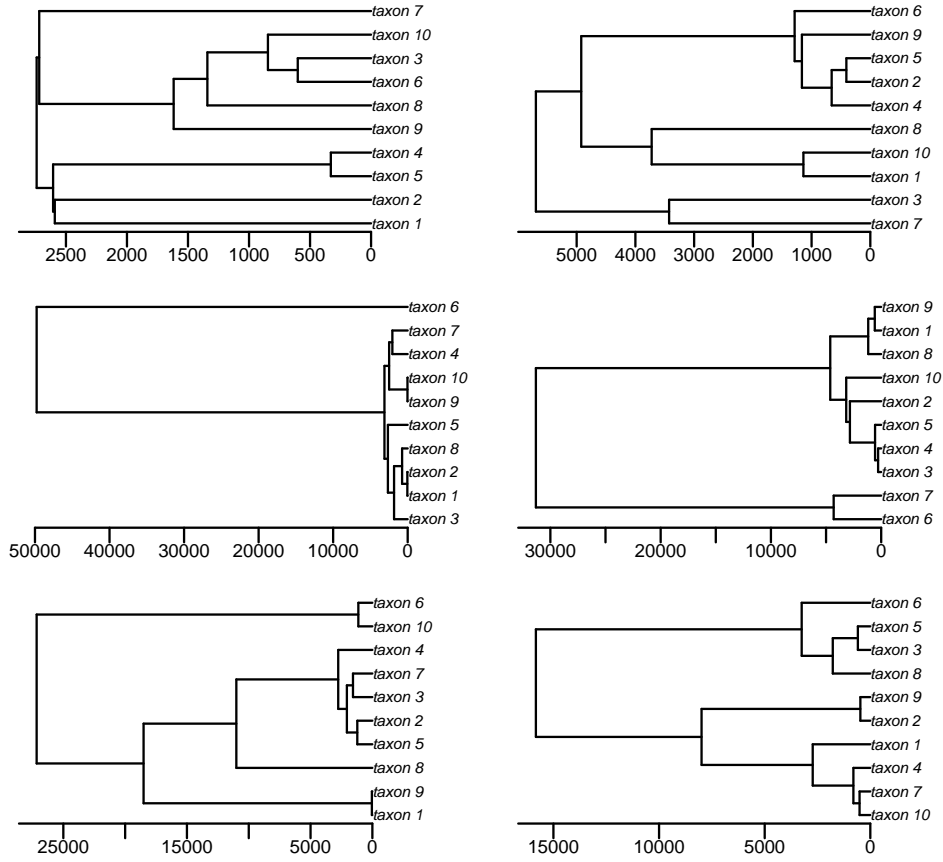 taxon 7
taxon 10
taxon 3
taxon 6
taxon 8
taxon 9
taxon 4
taxon 5
taxon 2
taxon 1
2500 2000 1500 1000 500 0
taxon 6
taxon 9
taxon 5
taxon 2
taxon 4
taxon 8
taxon 10
taxon 1
taxon 3
taxon 7
5000 4000 3000 2000 1000 0
taxon 6
taxon 7
taxon 4
taxon 10
taxon 9
taxon 5
taxon 8
taxon 2
taxon 1
taxon 3
50000 40000 30000 20000 10000 0
taxon 9
taxon 1
taxon 8
taxon 10
taxon 2
taxon 5
taxon 4
taxon 3
taxon 7
taxon 6
30000 20000 10000 0
taxon 6
taxon 10
taxon 4
taxon 7
taxon 3
taxon 2
taxon 5
taxon 8
taxon 9
taxon 1
25000 15000 5000 0
taxon 6
taxon 5
taxon 3
taxon 8
taxon 9
taxon 2
taxon 1
taxon 4
taxon 7
taxon 10
15000 10000 5000 0